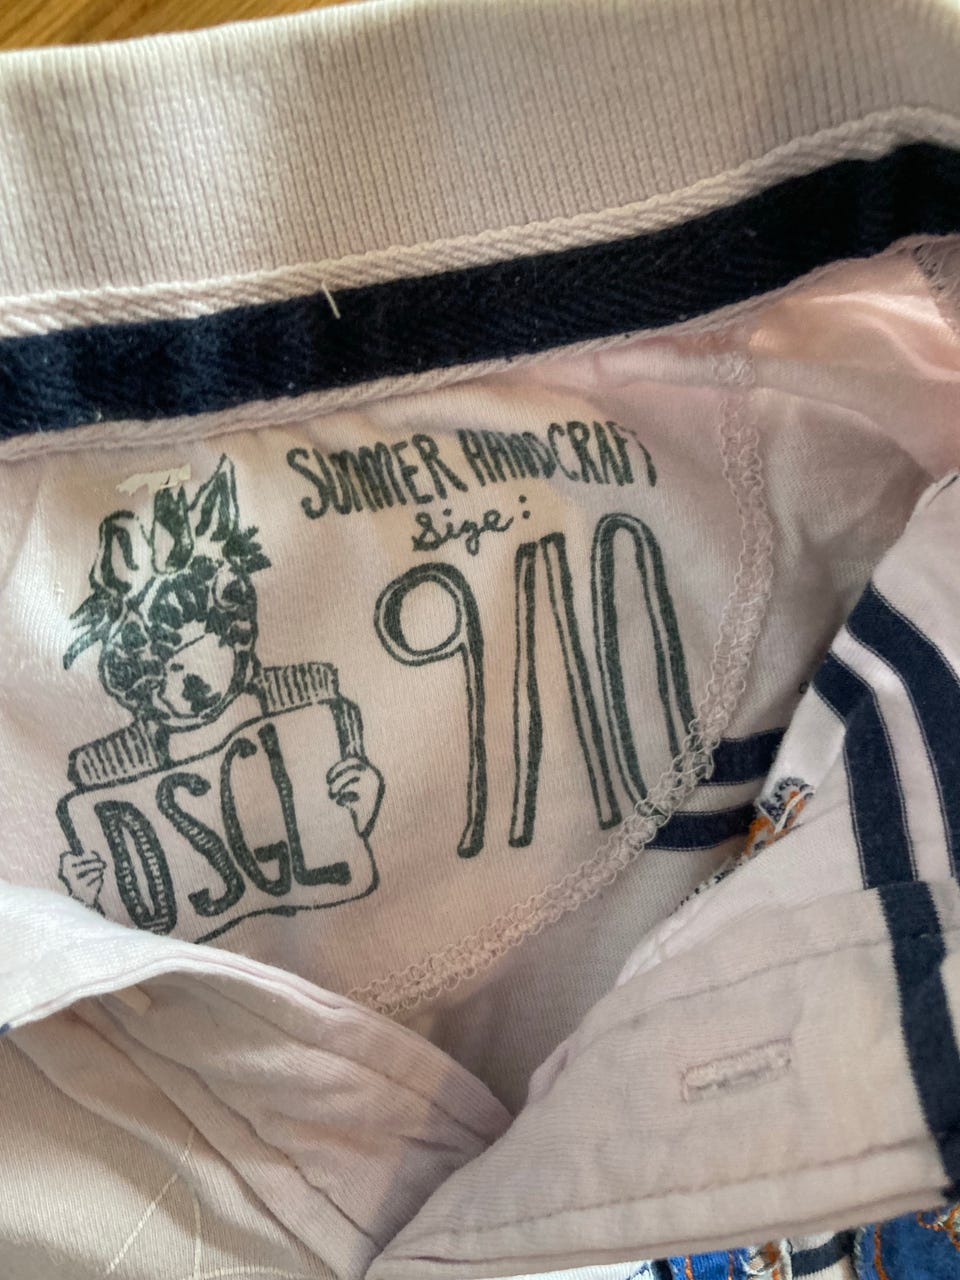 SUMMER HANDCRAFT
Size:
9/10
DSGL